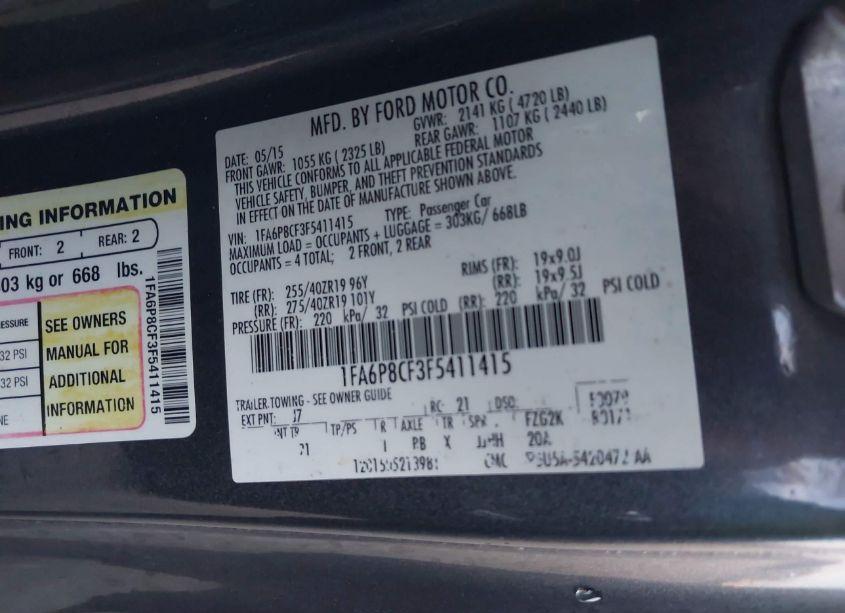 ING INFORMATION
FRONT: 2 REAR: 2
03 kg or 668 lbs.
SEE OWNERS
MANUAL FOR
ADDITIONAL
INFORMATION
32 PSI
32 PSI
1FA6P8CF3F5411415
MFD. BY FORD MOTOR CO.
DATE: 05/15 GVWR: 2141 KG ( 4720 LB)
FRONT GAWR: 1055 KG ( 2325 LB) REAR GAWR: 1107 KG ( 2440 LB)
THIS VEHICLE CONFORMS TO ALL APPLICABLE FEDERAL MOTOR
VEHICLE SAFETY, BUMPER, AND THEFT PREVENTION STANDARDS
IN EFFECT ON THE DATE OF MANUFACTURE SHOWN ABOVE.
VIN: 1FA6P8CF3F5411415 TYPE: Passenger Car
MAXIMUM LOAD = OCCUPANTS + LUGGAGE = 303KG/ 668LB
OCCUPANTS = 4 TOTAL; 2 FRONT, 2 REAR
TIRE (FR): 255/40ZR19 96Y RIMS (FR): 19x9.0J
(RR): 275/40ZR19 101Y (RR): 19x9.5J
PRESSURE (FR): 220 kPa/ 32 PSI COLD (RR): 220 kPa/ 32 PSI COLD
1FA6P8CF3F5411415
TRAILER TOWING - SEE OWNER GUIDE
EXT PNT: J7 RC: 21 DSO:
TP/PS R AXLE TR SPR FZG2K
I X 20A